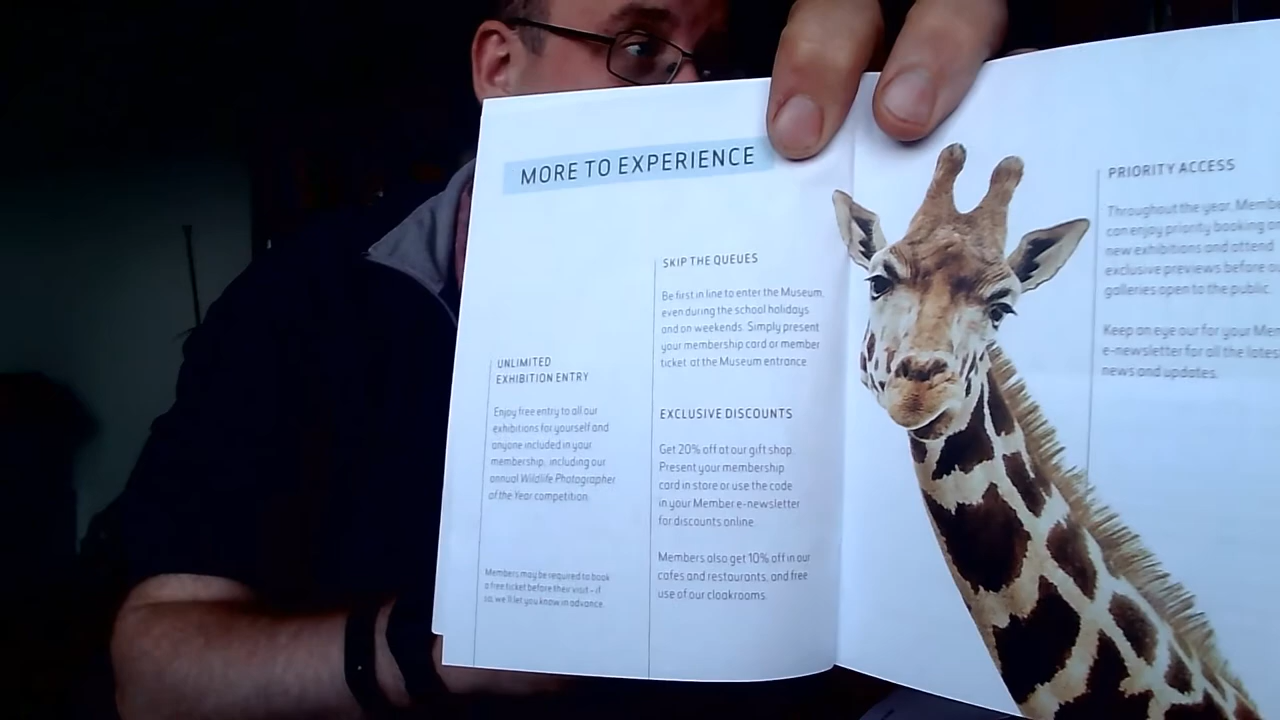 MORE TO EXPERIENCE
UNLIMITED
EXHIBITION ENTRY
Enjoy free entry to all our
exhibitions for yourself and
anyone included in your
membership, including our
annual Wildlife Photographer
of the Year competition.
Members may be required to book
a free ticket before their visit – if
so, we'll let you know in advance.
SKIP THE QUEUES
Be first in line to enter the Museum,
even during the school holidays
and on weekends. Simply present
your membership card or member
ticket at the Museum entrance.
EXCLUSIVE DISCOUNTS
Get 20% off at our gift shop.
Present your membership
card in store or use the code
in your Member e-newsletter
for discounts online.
Members also get 10% off in our
cafes and restaurants, and free
use of our cloakrooms.
PRIORITY ACCESS
Throughout the year,
can enjoy priority booking
new exhibitions and attend
exclusive previews before
galleries open to the public.
Keep an eye our for your
e-newsletter for all the
news and updates.